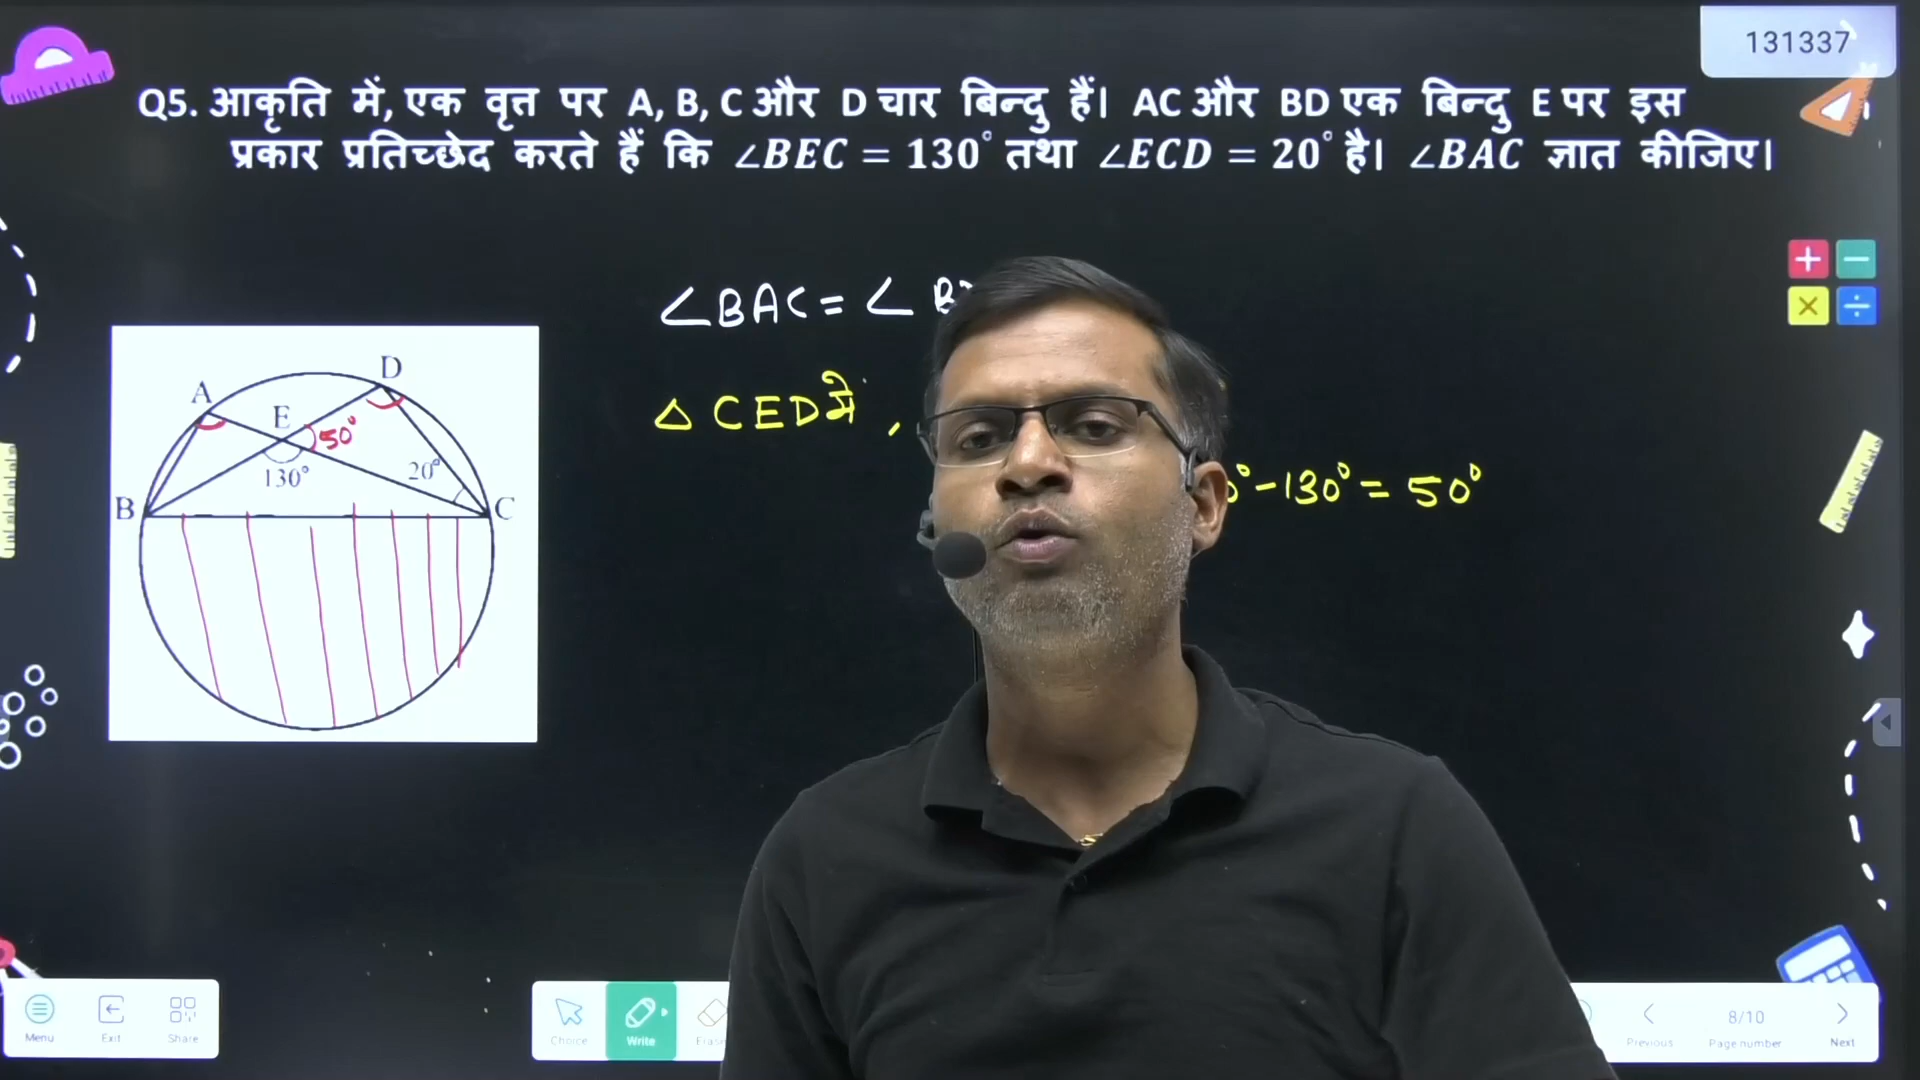 131337
Q5. आकृति में, एक वृत्त पर A, B, C और D चार बिन्दु हैं। AC और BD एक बिन्दु E पर इस
प्रकार प्रतिच्छेद करते हैं कि ∠BEC = 130° तथा ∠ECD = 20° है। ∠BAC ज्ञात कीजिए।
∠BAC = ∠
△ CED में ,
° - 130° = 50°
D
A
E
50°
130°
20°
B
C
Menu
Exit
Share
Choice
Write
Previous
8/10
Page number
Next